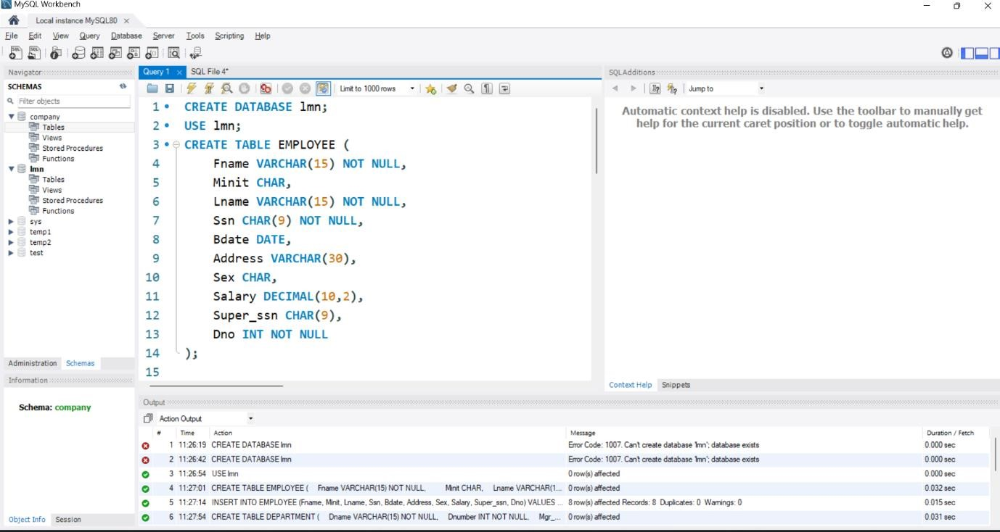 MySQL Workbench
Local instance MySQL80
File Edit View Query Database Server Tools Scripting Help
Navigator
SCHEMAS
Filter objects
company
Tables
Views
Stored Procedures
Functions
lmn
Tables
Views
Stored Procedures
Functions
sys
temp1
temp2
test
Administration Schemas
Information
Schema: company
Object Info Session
Query 1 SQL File 4*
Limit to 1000 rows
1 CREATE DATABASE lmn;
2 USE lmn;
3 CREATE TABLE EMPLOYEE (
4 Fname VARCHAR(15) NOT NULL,
5 Minit CHAR,
6 Lname VARCHAR(15) NOT NULL,
7 Ssn CHAR(9) NOT NULL,
8 Bdate DATE,
9 Address VARCHAR(30),
10 Sex CHAR,
11 Salary DECIMAL(10,2),
12 Super_ssn CHAR(9),
13 Dno INT NOT NULL
14 );
15
SQLAdditions
Jump to
Automatic context help is disabled. Use the toolbar to manually get
help for the current caret position or to toggle automatic help.
Context Help Snippets
Output
Action Output
# Time Action Message Duration / Fetch
1 11:26:19 CREATE DATABASE lmn Error Code: 1007. Can't create database 'lmn'; database exists 0.000 sec
2 11:26:42 CREATE DATABASE lmn Error Code: 1007. Can't create database 'lmn'; database exists 0.000 sec
3 11:26:54 USE lmn 0 row(s) affected 0.000 sec
4 11:27:01 CREATE TABLE EMPLOYEE ( Fname VARCHAR(15) NOT NULL, Minit CHAR, Lname VARCHAR(1... 0 row(s) affected 0.032 sec
5 11:27:14 INSERT INTO EMPLOYEE (Fname, Minit, Lname, Ssn, Bdate, Address, Sex, Salary, Super_ssn, Dno) VALUES ... 8 row(s) affected Records: 8 Duplicates: 0 Warnings: 0 0.015 sec
6 11:27:54 CREATE TABLE DEPARTMENT ( Dname VARCHAR(15) NOT NULL, Dnumber INT NOT NULL, Mgr_... 0 row(s) affected 0.031 sec